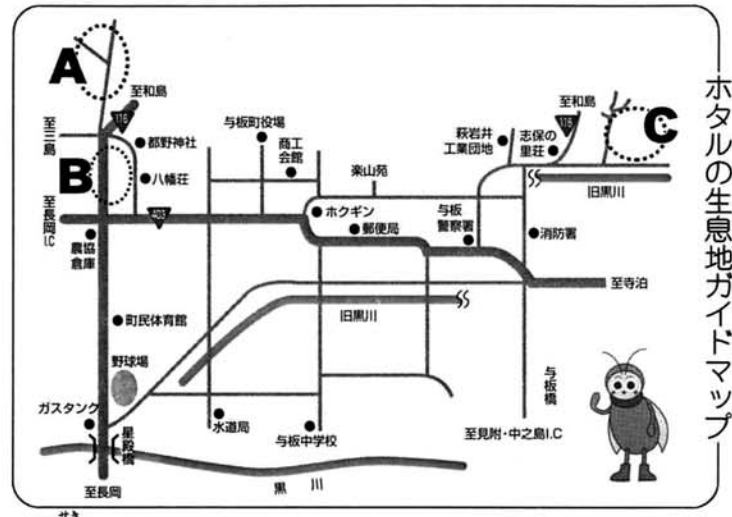 ホタルの生息地ガイドマップ
A
至和島
116
至三島
都野神社
B
八幡荘
至長岡I.C
403
農協倉庫
与板町役場
商工会館
楽山苑
ホクギン
郵便局
与板警察署
萩岩井工業団地
志保の里荘
至和島
116
C
旧黒川
消防署
至寺泊
町民体育館
旧黒川
野球場
ガスタンク
星殿橋
水道局
与板中学校
与板橋
至見附・中之島I.C
至長岡
黒川
せき